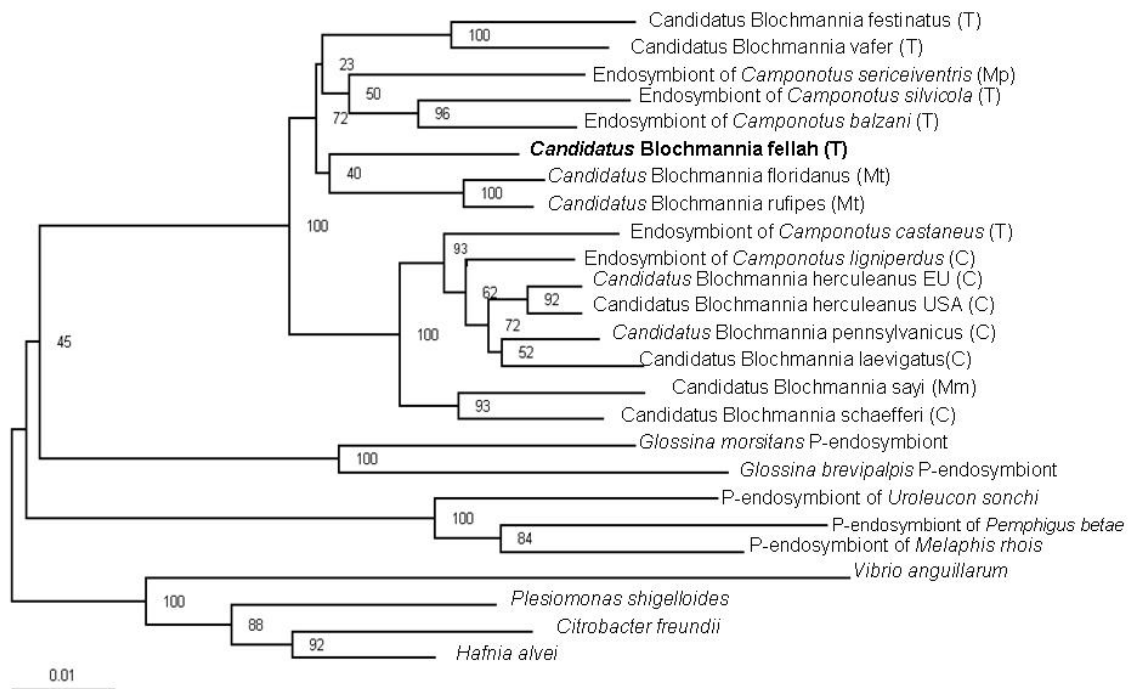 Candidatus Blochmannia festinatus (T)
100
Candidatus Blochmannia vafer (T)
23
Endosymbiont of Camponotus sericeiventris (Mp)
50
Endosymbiont of Camponotus silvicola (T)
96
72
Endosymbiont of Camponotus balzani (T)
Candidatus Blochmannia fellah (T)
40
Candidatus Blochmannia floridanus (Mt)
100
Candidatus Blochmannia rufipes (Mt)
100
Endosymbiont of Camponotus castaneus (T)
93
Endosymbiont of Camponotus ligniperdus (C)
Candidatus Blochmannia herculeanus EU (C)
62
92
Candidatus Blochmannia herculeanus USA (C)
72
100
Candidatus Blochmannia pennsylvanicus (C)
45
52
Candidatus Blochmannia laevigatus(C)
Candidatus Blochmannia sayi (Mm)
93
Candidatus Blochmannia schaefferi (C)
Glossina morsitans P-endosymbiont
100
Glossina brevipalpis P-endosymbiont
P-endosymbiont of Uroleucon sonchi
100
P-endosymbiont of Pemphigus betae
84
P-endosymbiont of Melaphis rhois
Vibrio anguillarum
100
Plesiomonas shigelloides
88
Citrobacter freundii
92
Hafnia alvei
0.01